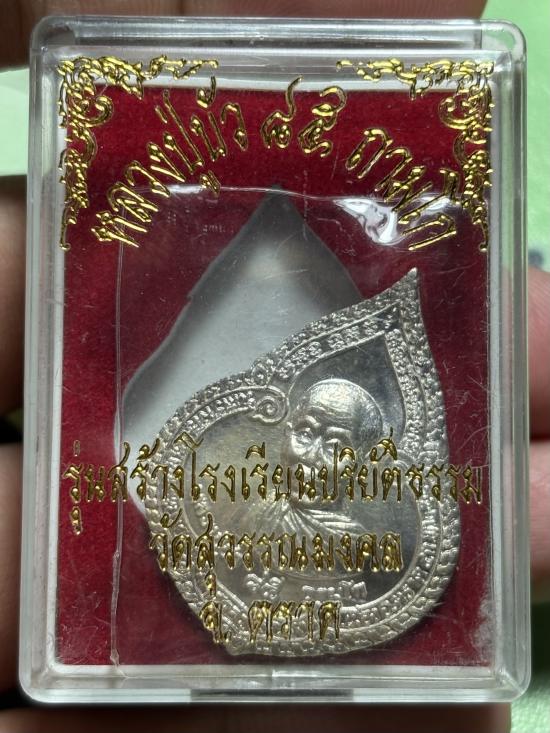 หลวงปู่บัว ๘๕ ถามโก
รุ่นสร้างโรงเรียนปริยัติธรรม
วัดสุวรรณมงคล
จ. ตราด